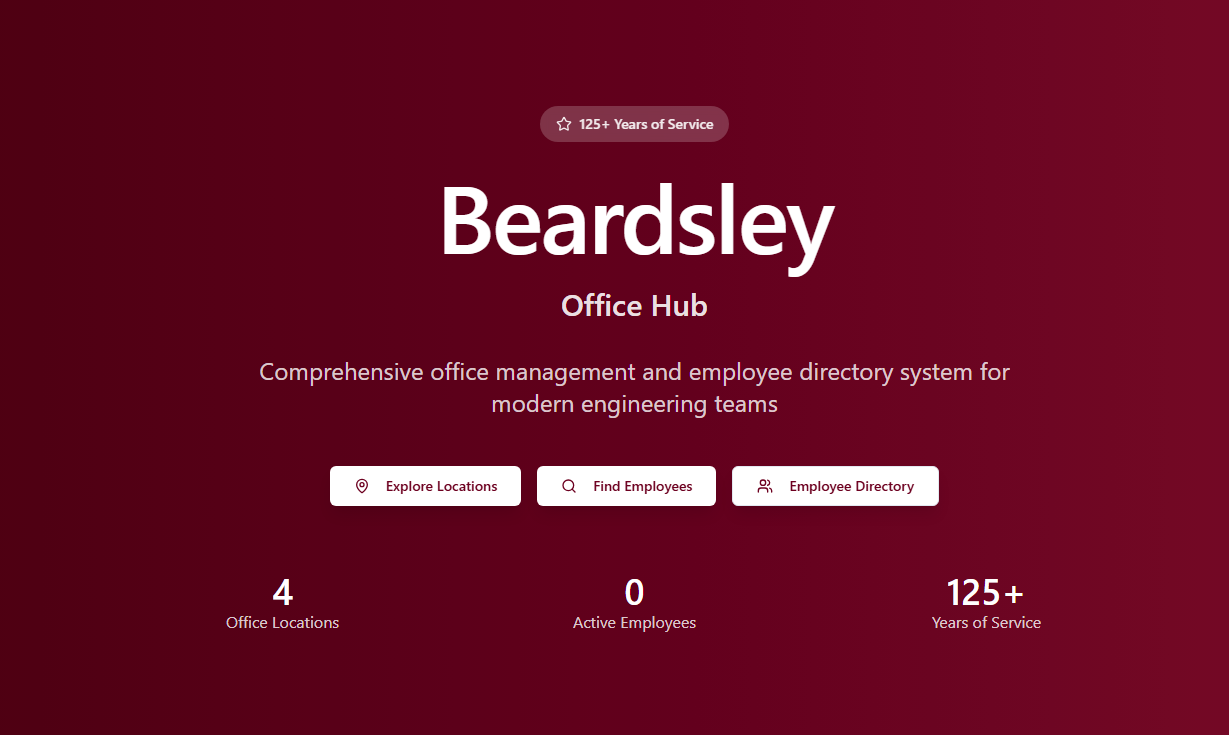 125+ Years of Service
Beardsley
Office Hub
Comprehensive office management and employee directory system for
modern engineering teams
Explore Locations
Find Employees
Employee Directory
4
Office Locations
0
Active Employees
125+
Years of Service